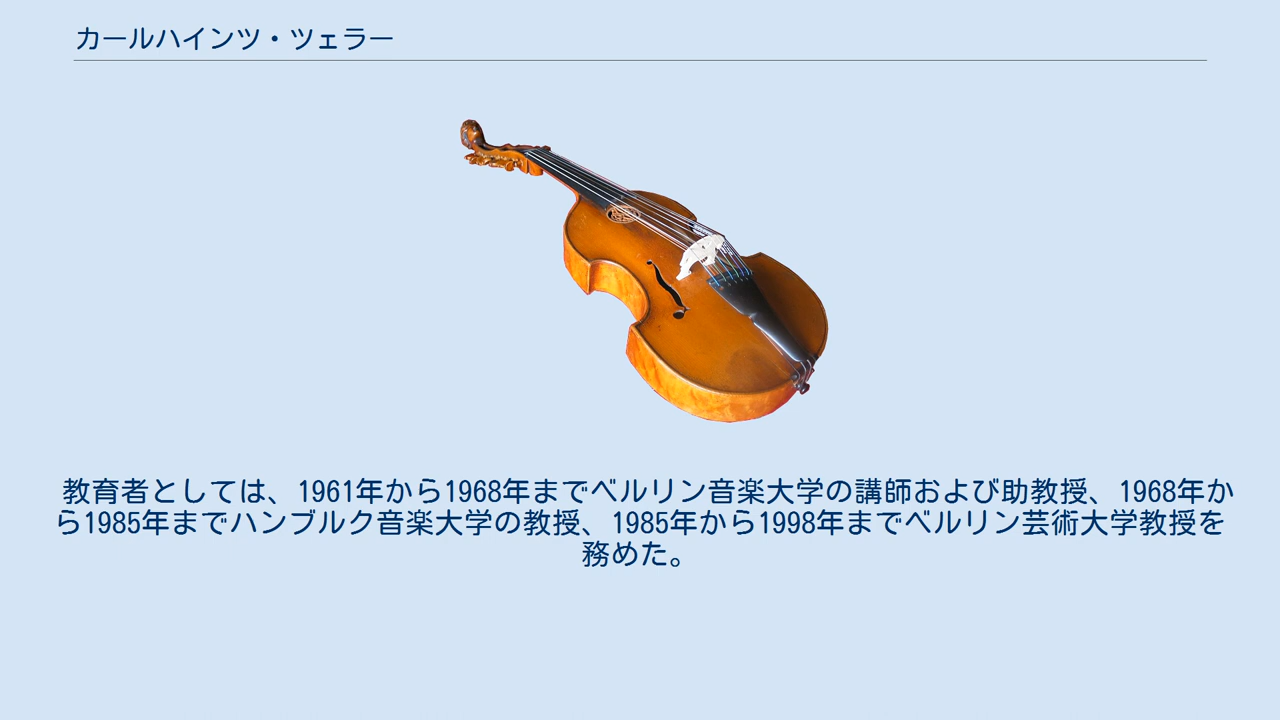 カールハインツ・ツェラー
教育者としては、1961年から1968年までベルリン音楽大学の講師および助教授、1968年か
ら1985年までハンブルク音楽大学の教授、1985年から1998年までベルリン芸術大学教授を
務めた。